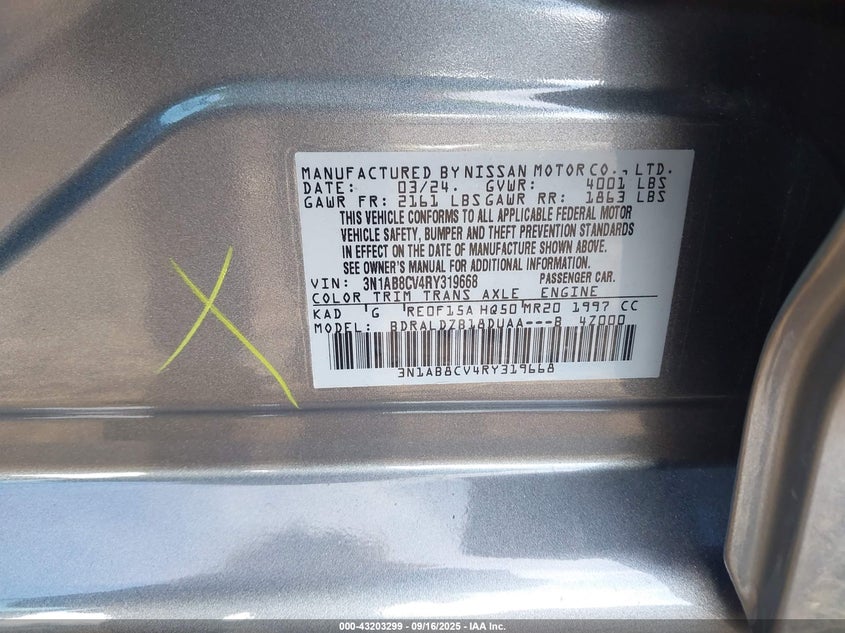 MANUFACTURED BY NISSAN MOTOR CO., LTD.
DATE: 03/24. GVWR: 4001 LBS
GAWR FR: 2161 LBS GAWR RR: 1863 LBS
THIS VEHICLE CONFORMS TO ALL APPLICABLE FEDERAL MOTOR
VEHICLE SAFETY, BUMPER AND THEFT PREVENTION STANDARDS
IN EFFECT ON THE DATE OF MANUFACTURE SHOWN ABOVE.
SEE OWNER'S MANUAL FOR ADDITIONAL INFORMATION.
VIN: 3N1AB8CV4RY319668 PASSENGER CAR.
COLOR TRIM TRANS AXLE ENGINE
KAD G RE0F15A HQ50 MR20 1997 CC
MODEL: BDRALDZB18DUAA---B 4Z000
3N1AB8CV4RY319668
000-43203299 - 09/16/2025 - IAA Inc.